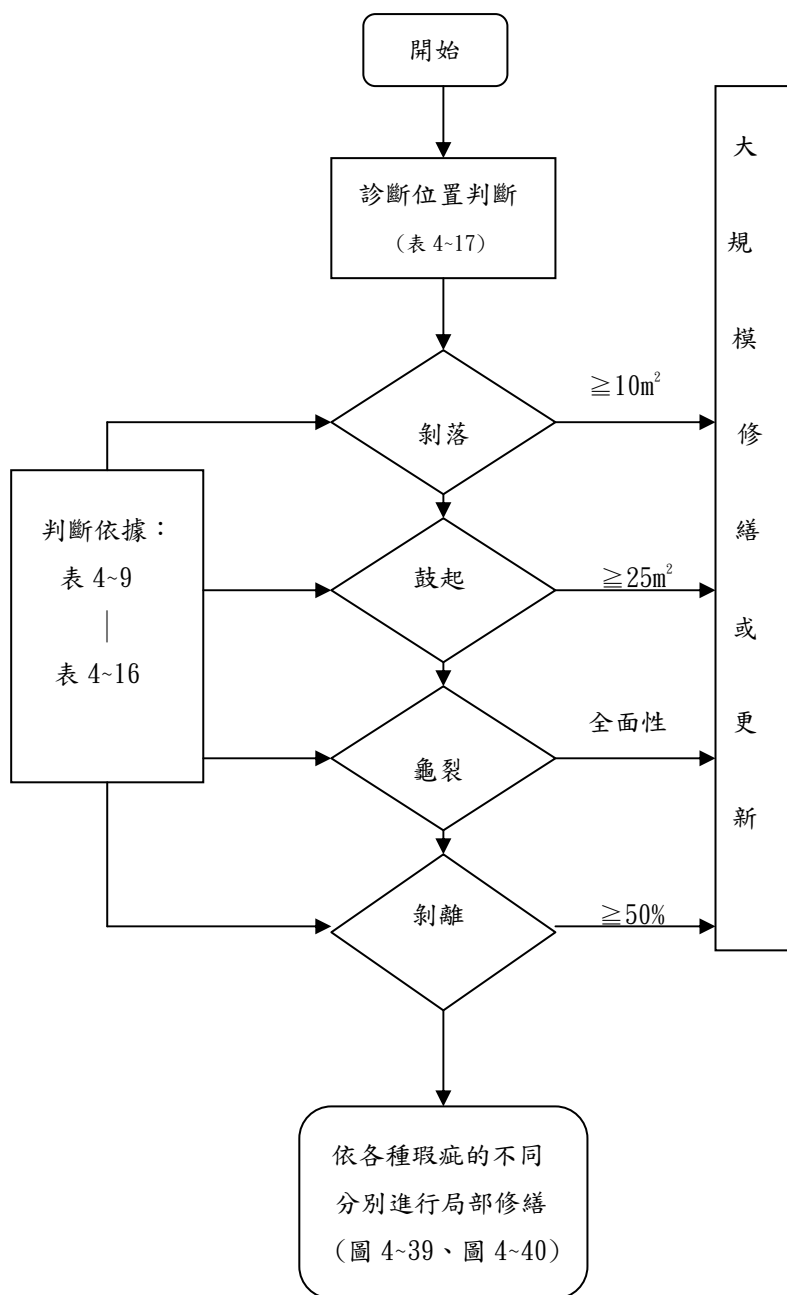 開始
診斷位置判斷
（表 4~17）
剝落
≧10m²
大規模修繕或更新
判斷依據：
表 4~9
｜
表 4~16
鼓起
≧25m²
龜裂
全面性
剝離
≧50%
依各種瑕疵的不同
分別進行局部修繕
（圖 4~39、圖 4~40）